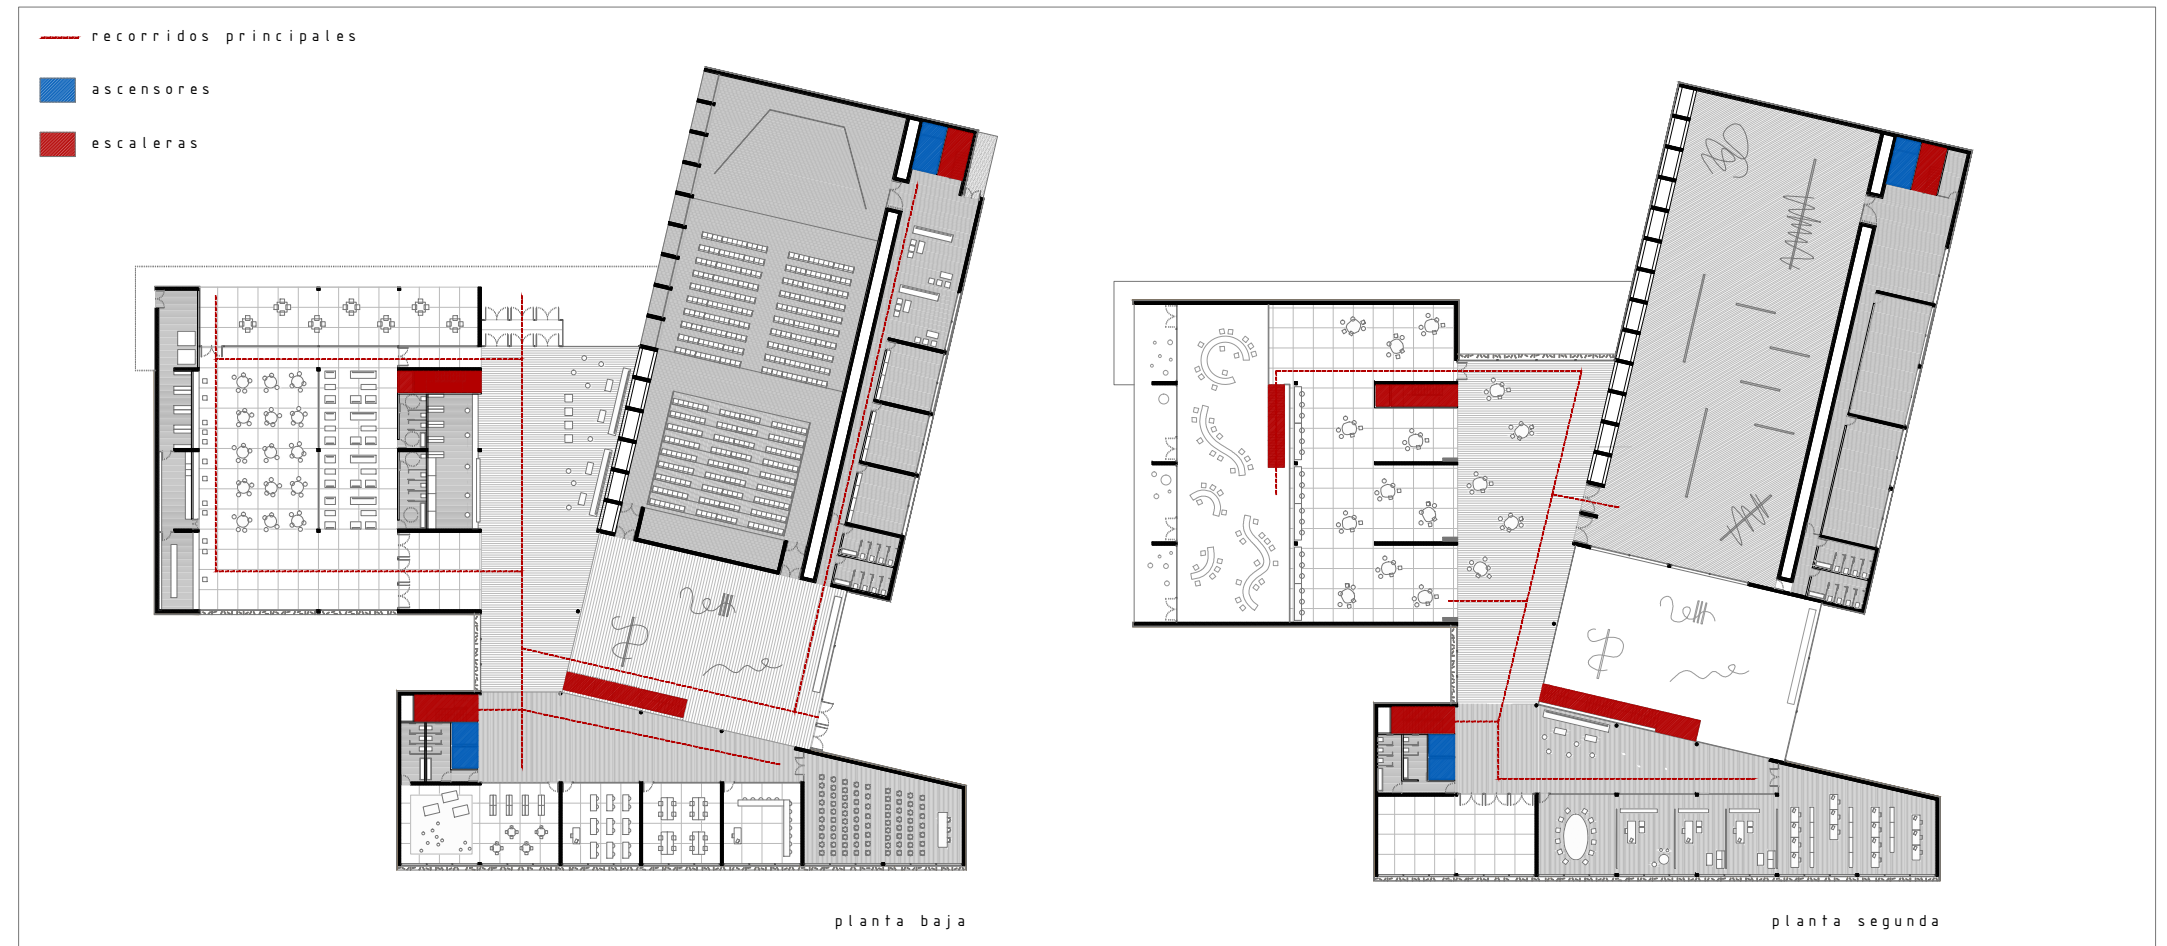 recorridos principales
ascensores
escaleras
planta baja
planta segunda